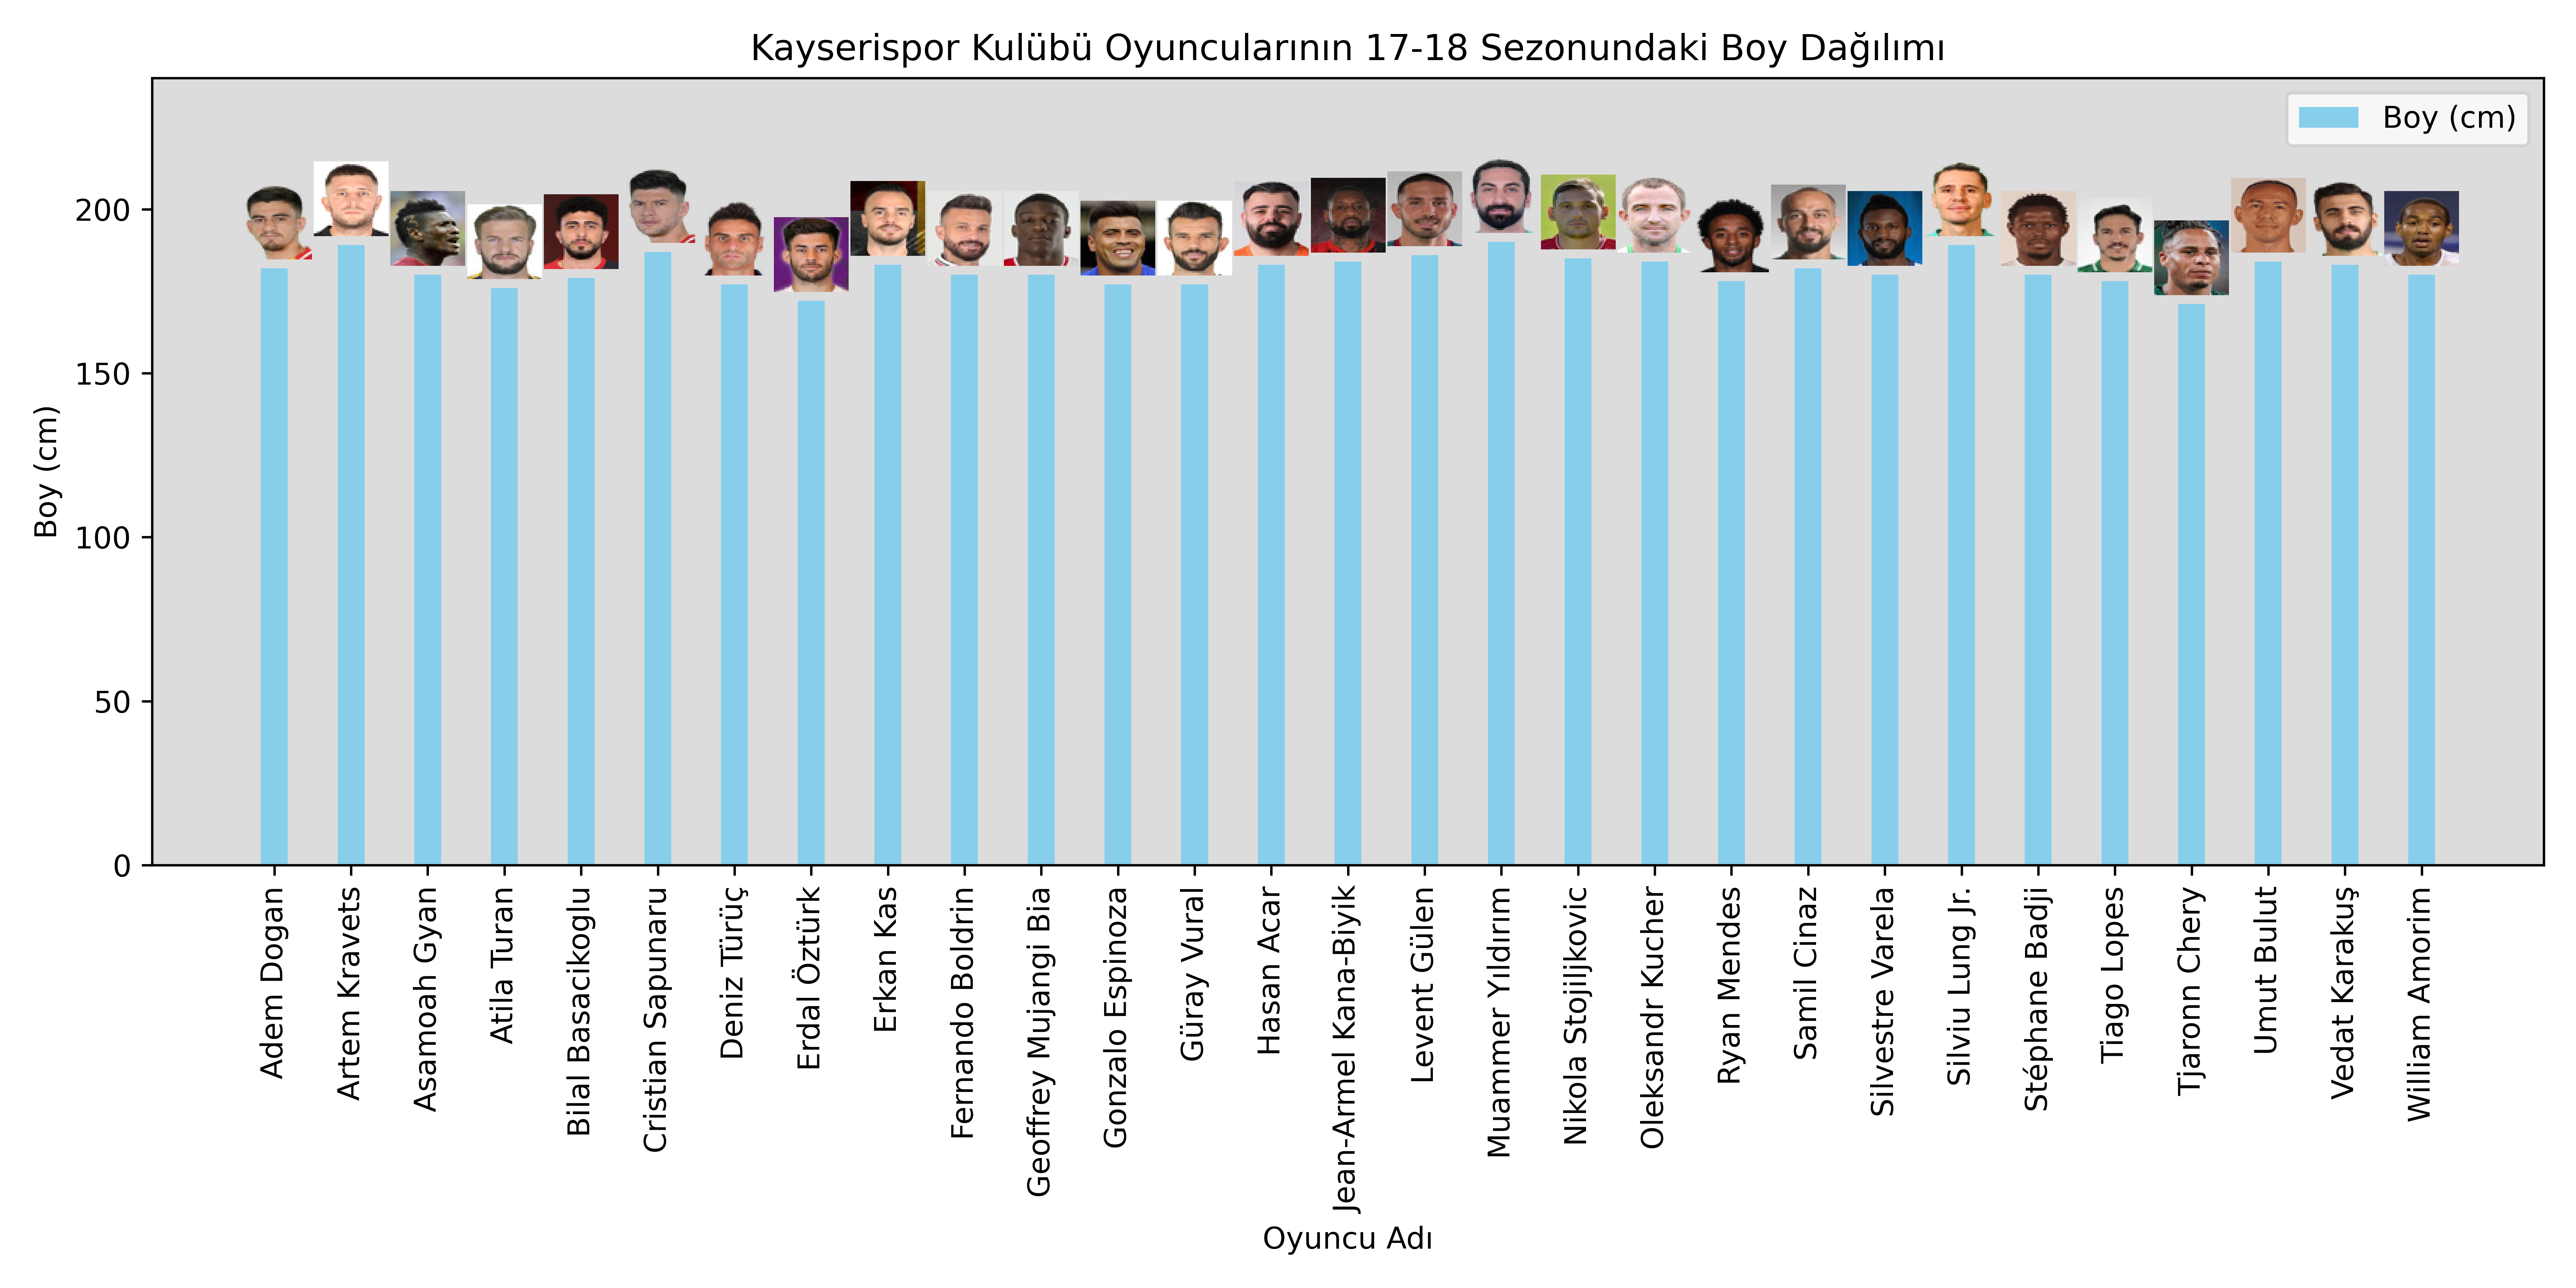 Kayserispor Kulübü Oyuncularının 17-18 Sezonundaki Boy Dağılımı
Boy (cm)
Boy (cm)
200
150
100
50
0
Adem Dogan
Artem Kravets
Asamoah Gyan
Atila Turan
Bilal Basacikoglu
Cristian Sapunaru
Deniz Türüç
Erdal Öztürk
Erkan Kas
Fernando Boldrin
Geoffrey Mujangi Bia
Gonzalo Espinoza
Güray Vural
Hasan Acar
Jean-Armel Kana-Biyik
Levent Gülen
Muammer Yıldırım
Nikola Stojiljkovic
Oleksandr Kucher
Ryan Mendes
Samil Cinaz
Silvestre Varela
Silviu Lung Jr.
Stéphane Badji
Tiago Lopes
Tjaronn Chery
Umut Bulut
Vedat Karakuş
William Amorim
Oyuncu Adı